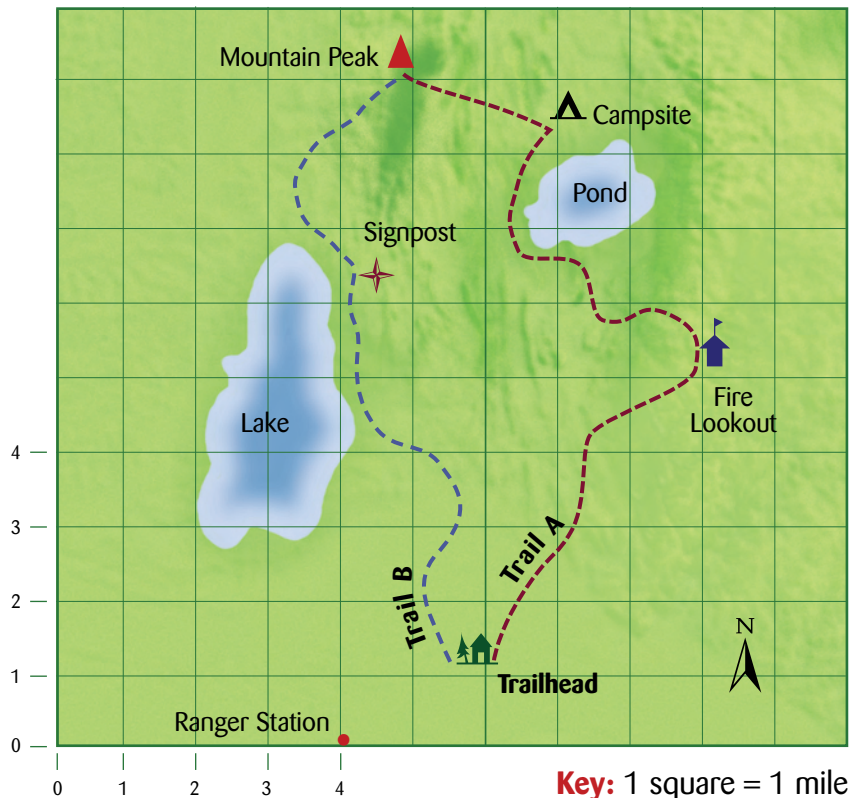 Mountain Peak
Campsite
Pond
Signpost
Fire
Lookout
Lake
4
3
Trail A
2
Trail B
N
1
Trailhead
Ranger Station
0
0
1
2
3
4
Key: 1 square = 1 mile